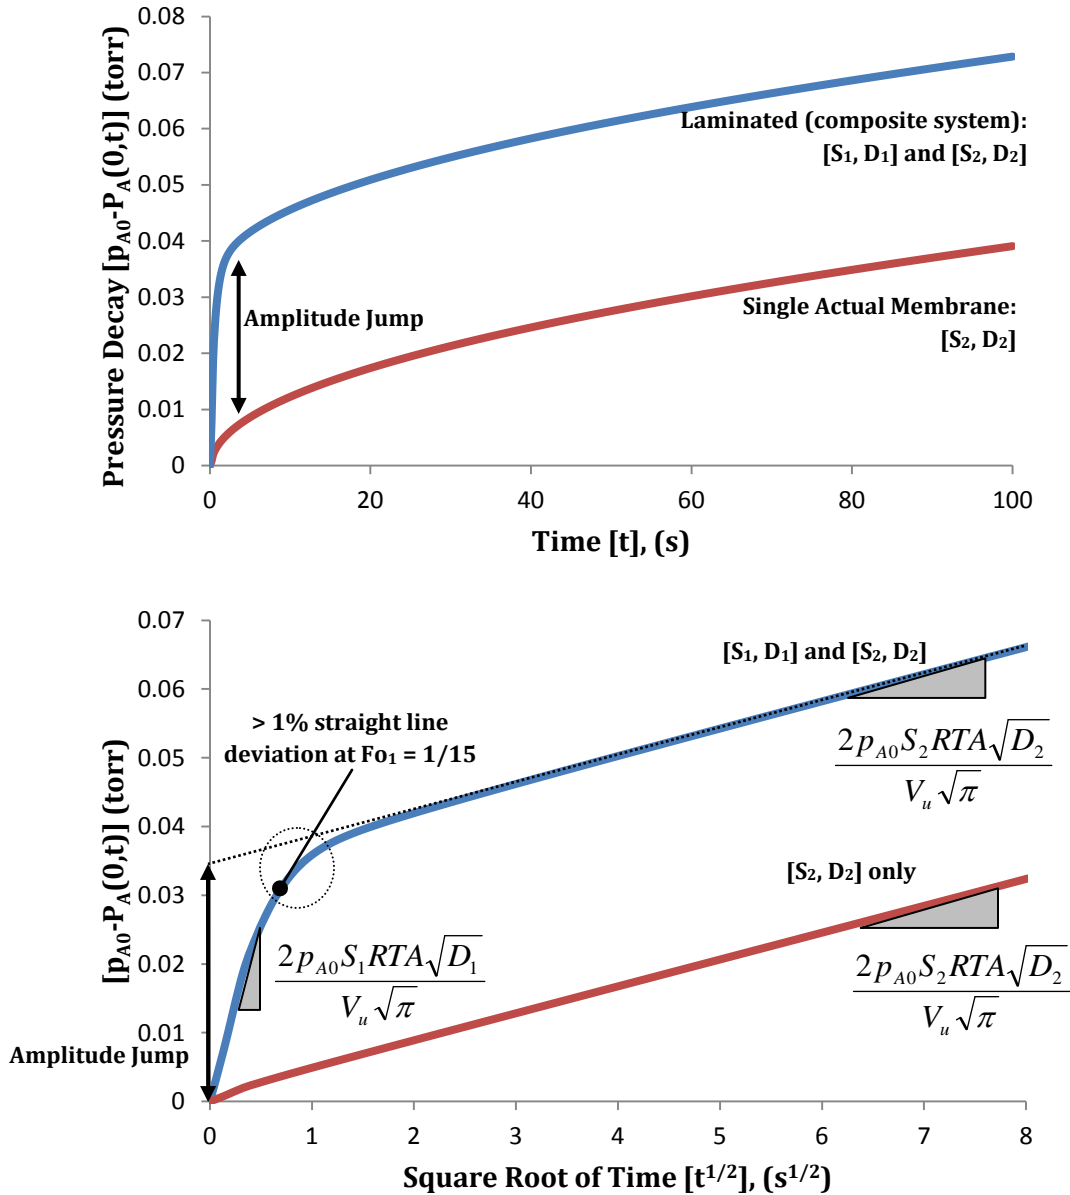 0.08
0.07
0.06
0.05
0.04
0.03
0.02
0.01
0
Pressure Decay [pA0-PA(0,t)] (torr)
Laminated (composite system):
[S1, D1] and [S2, D2]
Amplitude Jump
Single Actual Membrane:
[S2, D2]
0 20 40 60 80 100
Time [t], (s)
0.07
0.06
0.05
0.04
0.03
0.02
0.01
0
[pA0-PA(0,t)] (torr)
[S1, D1] and [S2, D2]
> 1% straight line
deviation at Fo1 = 1/15
2pA0S2RTA√D2
Vu√π
[S2, D2] only
2pA0S1RTA√D1
Vu√π
2pA0S2RTA√D2
Vu√π
Amplitude Jump
0 1 2 3 4 5 6 7 8
Square Root of Time [t1/2], (s1/2)